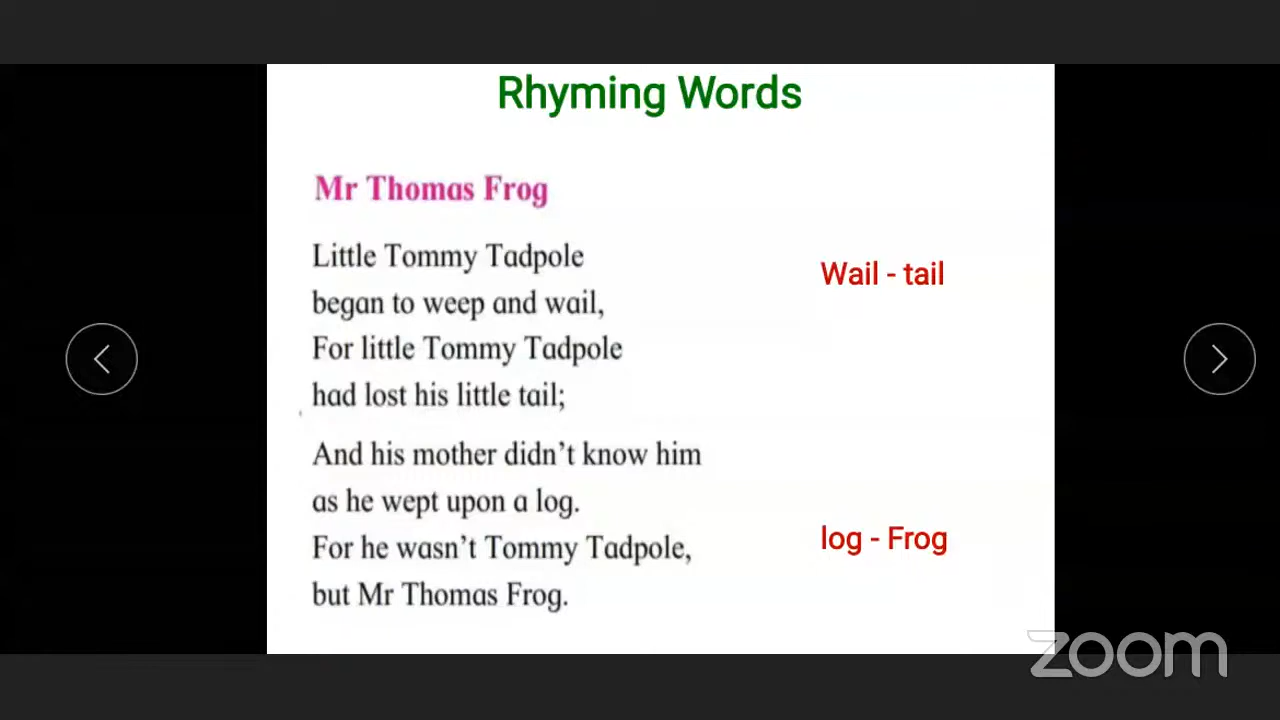 Rhyming Words
Mr Thomas Frog
Little Tommy Tadpole
began to weep and wail,
For little Tommy Tadpole
had lost his little tail;
Wail - tail
And his mother didn't know him
as he wept upon a log.
For he wasn't Tommy Tadpole,
but Mr Thomas Frog.
log - Frog
zoom